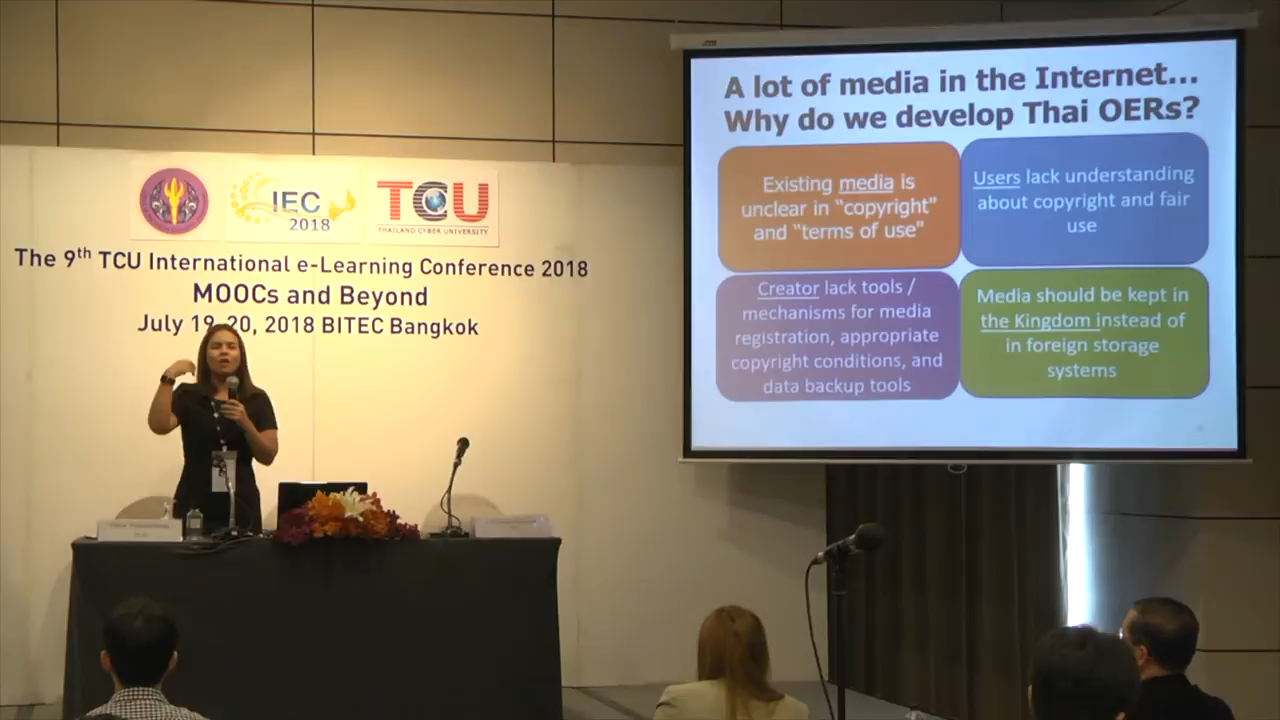 IEC
2018
TCU
THAILAND CYBER UNIVERSITY
The 9th TCU International e-Learning Conference 2018
MOOCs and Beyond
July 19-20, 2018 BITEC Bangkok
A lot of media in the Internet...
Why do we develop Thai OERs?
Existing media is
unclear in “copyright”
and “terms of use”
Users lack understanding
about copyright and fair
use
Creator lack tools /
mechanisms for media
registration, appropriate
copyright conditions, and
data backup tools
Media should be kept in
the Kingdom instead of
in foreign storage
systems